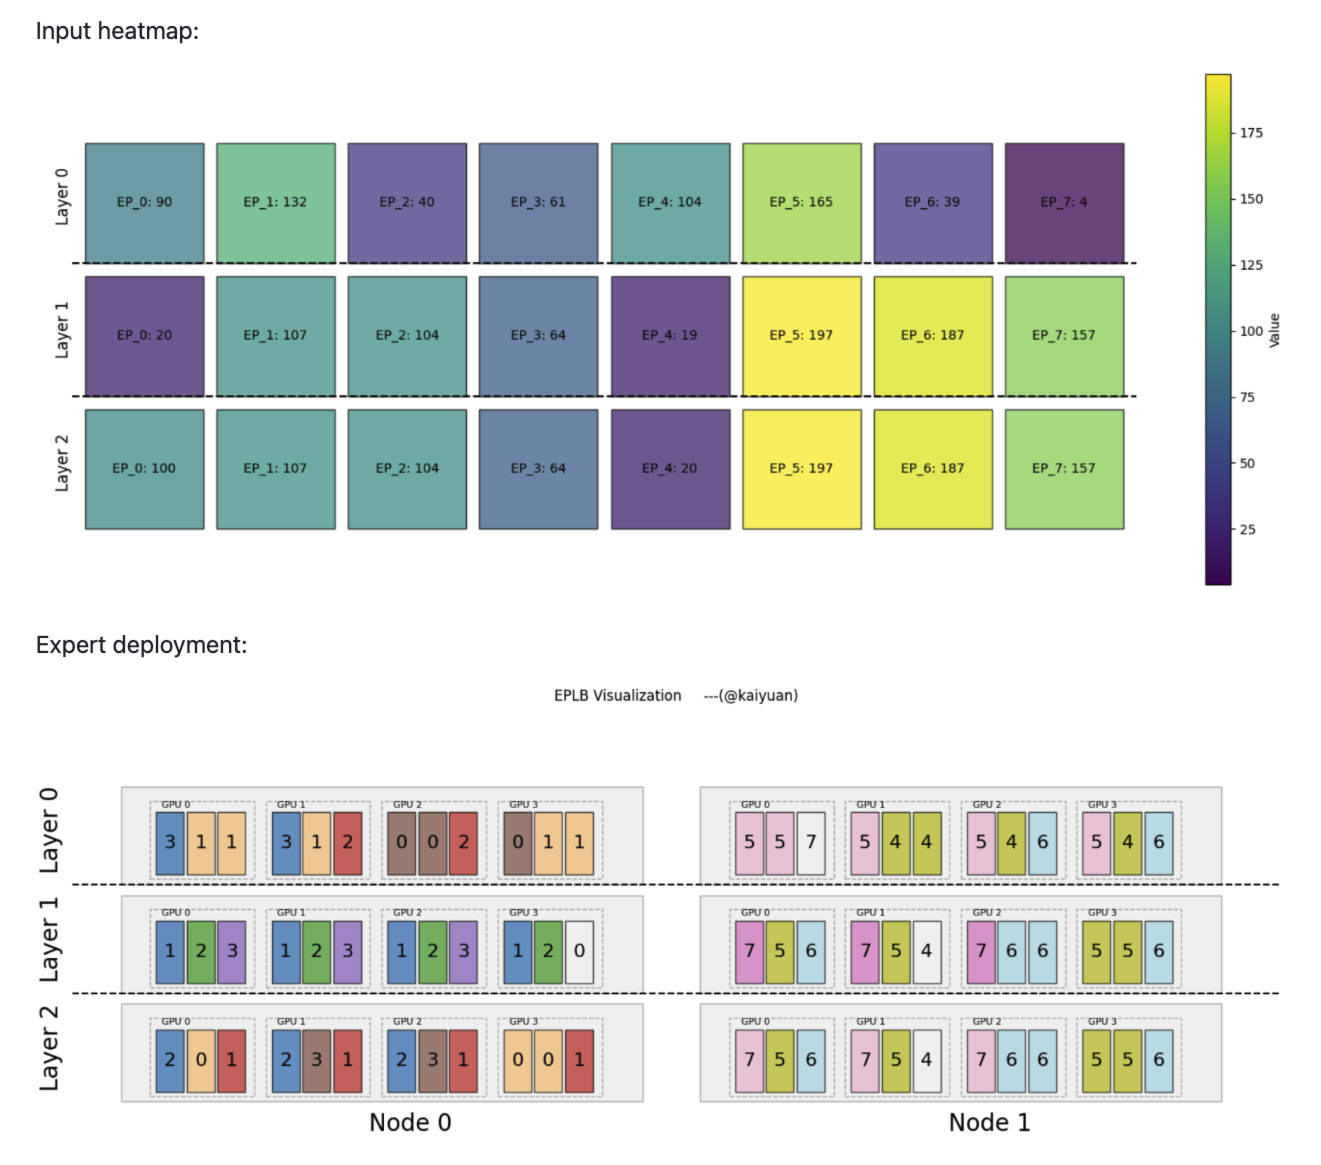 Input heatmap:
Layer 0
EP_0: 90 EP_1: 132 EP_2: 40 EP_3: 61 EP_4: 104 EP_5: 165 EP_6: 39 EP_7: 4
Layer 1
EP_0: 20 EP_1: 107 EP_2: 104 EP_3: 64 EP_4: 19 EP_5: 197 EP_6: 187 EP_7: 157
Layer 2
EP_0: 100 EP_1: 107 EP_2: 104 EP_3: 64 EP_4: 20 EP_5: 197 EP_6: 187 EP_7: 157
175
150
125
100
75
50
25
Value
Expert deployment:
EPLB Visualization ---(@kaiyuan)
Layer 0
GPU 0 GPU 1 GPU 2 GPU 3 GPU 0 GPU 1 GPU 2 GPU 3
3 1 1 3 1 2 0 0 2 0 1 1 5 5 7 5 4 4 5 4 6 5 4 6
Layer 1
GPU 0 GPU 1 GPU 2 GPU 3 GPU 0 GPU 1 GPU 2 GPU 3
1 2 3 1 2 3 1 2 3 1 2 0 7 5 6 7 5 4 7 6 6 5 5 6
Layer 2
GPU 0 GPU 1 GPU 2 GPU 3 GPU 0 GPU 1 GPU 2 GPU 3
2 0 1 2 3 1 2 3 1 0 0 1 7 5 6 7 5 4 7 6 6 5 5 6
Node 0 Node 1